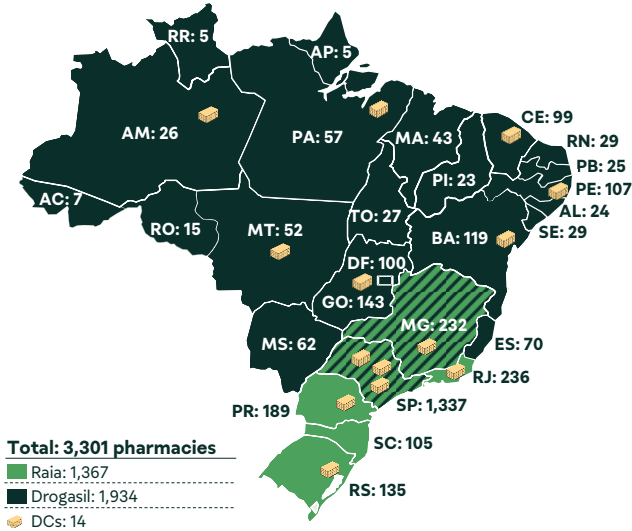 RR: 5
AP: 5
AM: 26
PA: 57
MA: 43
CE: 99
RN: 29
PB: 25
PI: 23
PE: 107
AC: 7
AL: 24
TO: 27
RO: 15
MT: 52
SE: 29
BA: 119
DF: 100
GO: 143
MG: 232
MS: 62
ES: 70
RJ: 236
SP: 1,337
PR: 189
SC: 105
RS: 135
Total: 3,301 pharmacies
Raia: 1,367
Drogasil: 1,934
DCs: 14